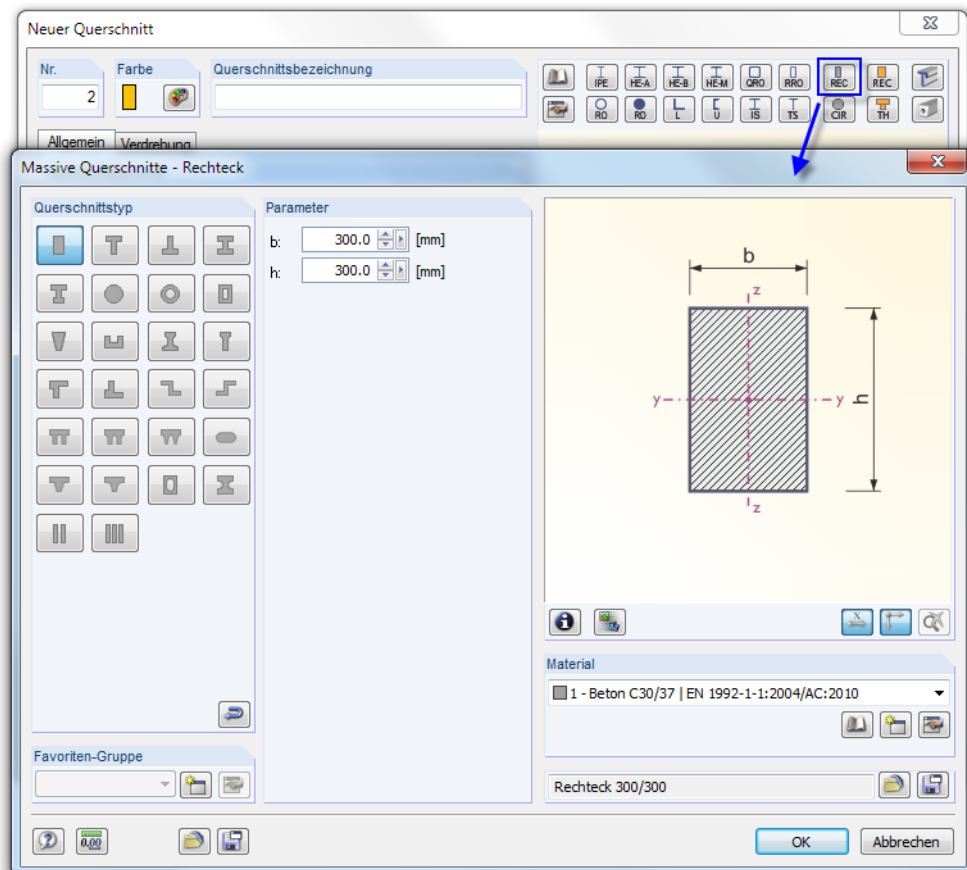 Neuer Querschnitt
Nr. Farbe Querschnittsbezeichnung
2
IPE HE-A HE-B HE-M QRO RRO REC REC
RO RD L U IS TS CIR TH
Allgemein Verdrehung
Massive Querschnitte - Rechteck
Querschnittstyp
Parameter
b: 300.0 [mm]
h: 300.0 [mm]
b
z
y y
h
z
X
Material
1 - Beton C30/37 | EN 1992-1-1:2004/AC:2010
Favoriten-Gruppe
Rechteck 300/300
0.00
OK Abbrechen